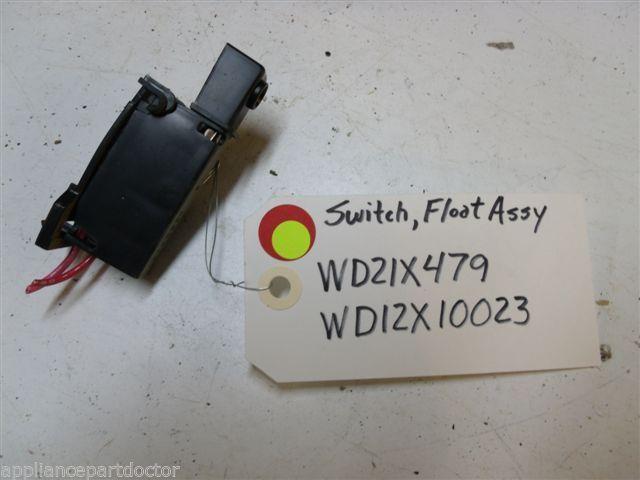 Switch, Float Assy
WD21X479
WD12X10023
appliancepartdoctor